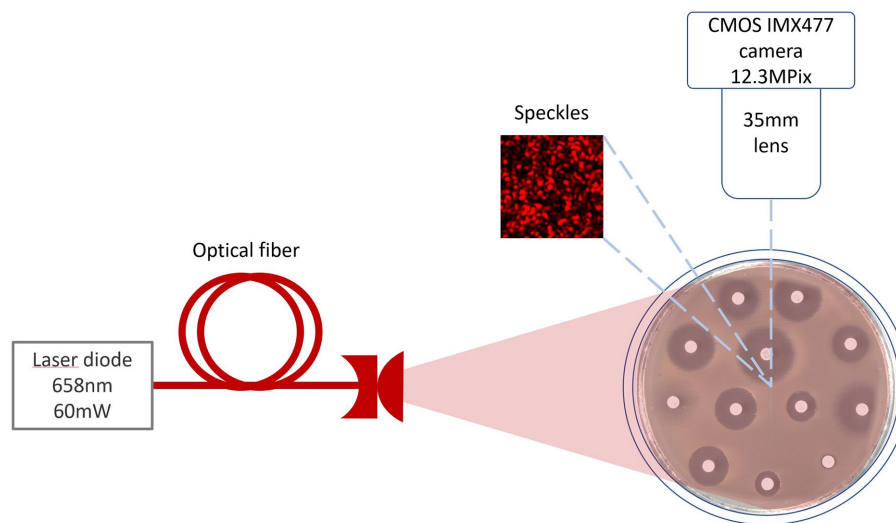 CMOS IMX477
camera
12.3MPix
35mm
lens
Speckles
Optical fiber
Laser diode
658nm
60mW